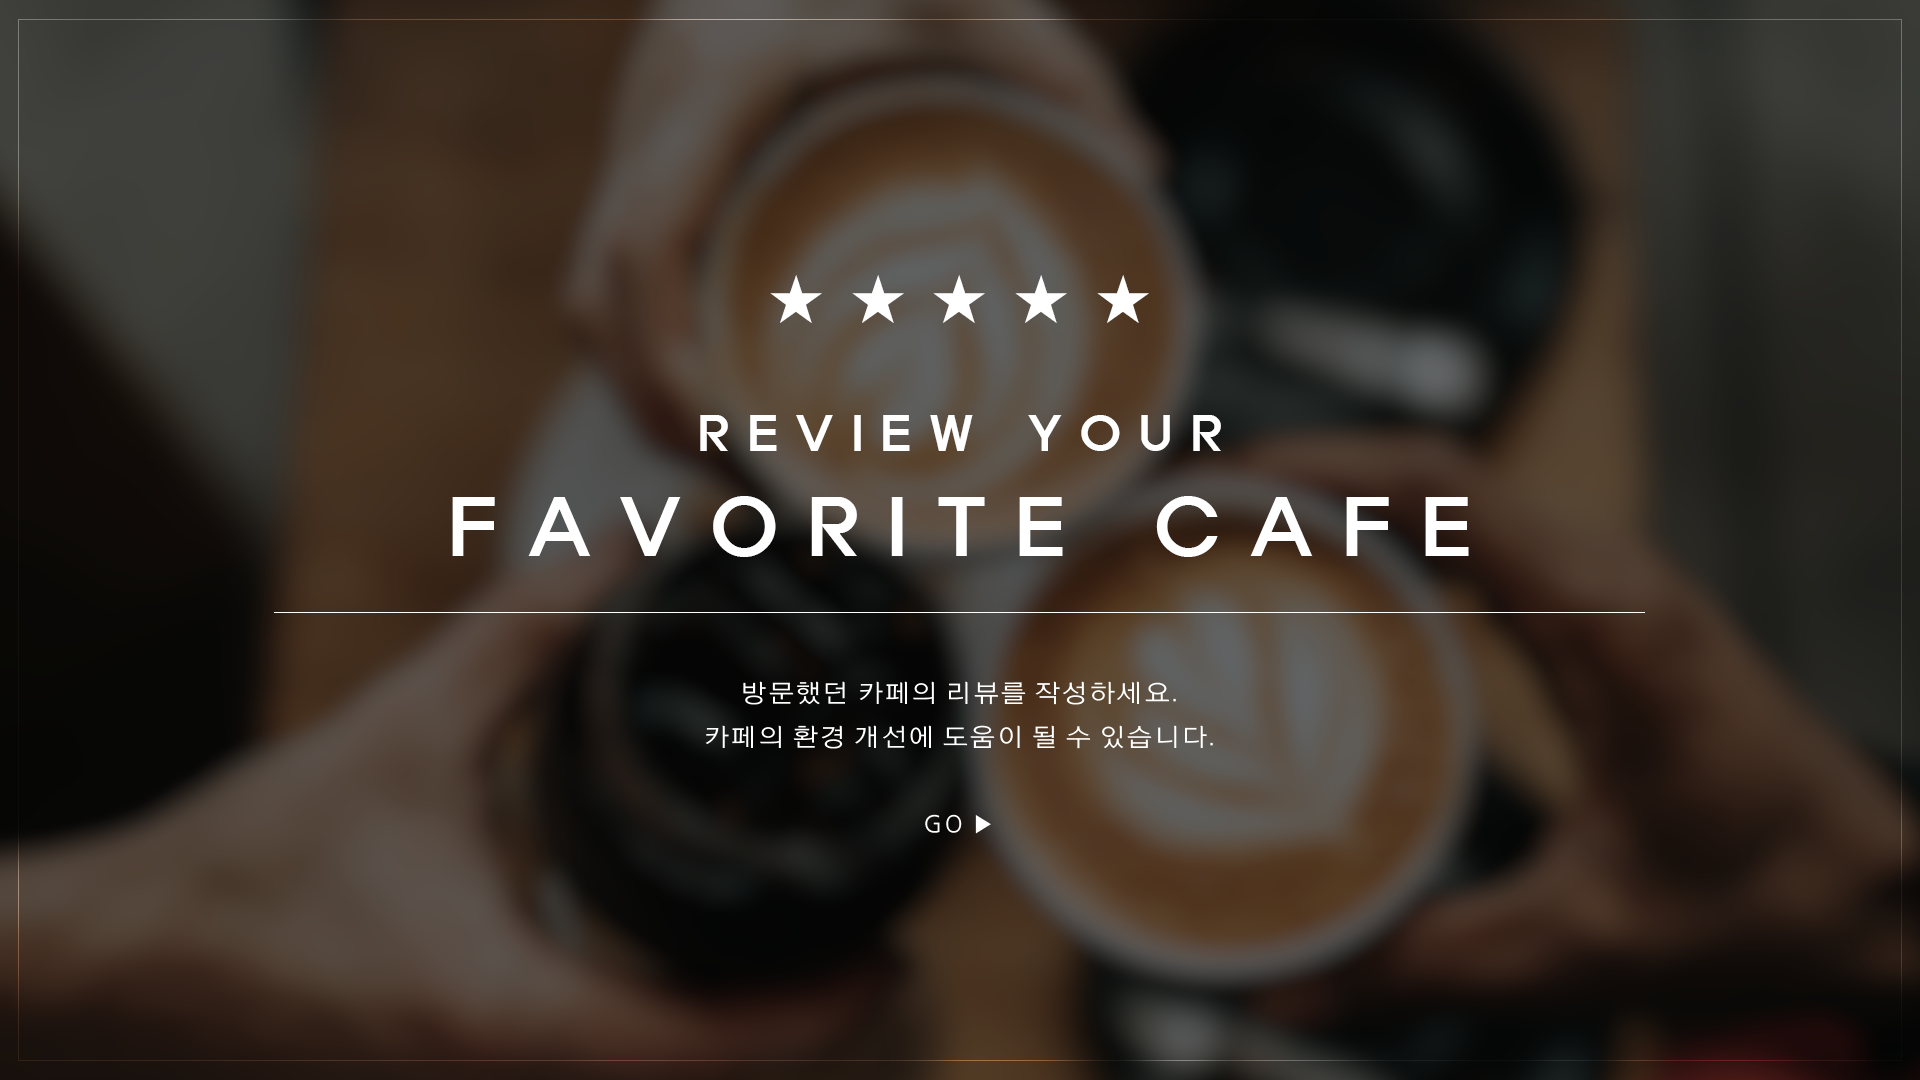 ★ ★ ★ ★ ★
REVIEW YOUR
FAVORITE CAFE
방문했던 카페의 리뷰를 작성하세요.
카페의 환경 개선에 도움이 될 수 있습니다.
GO ▶